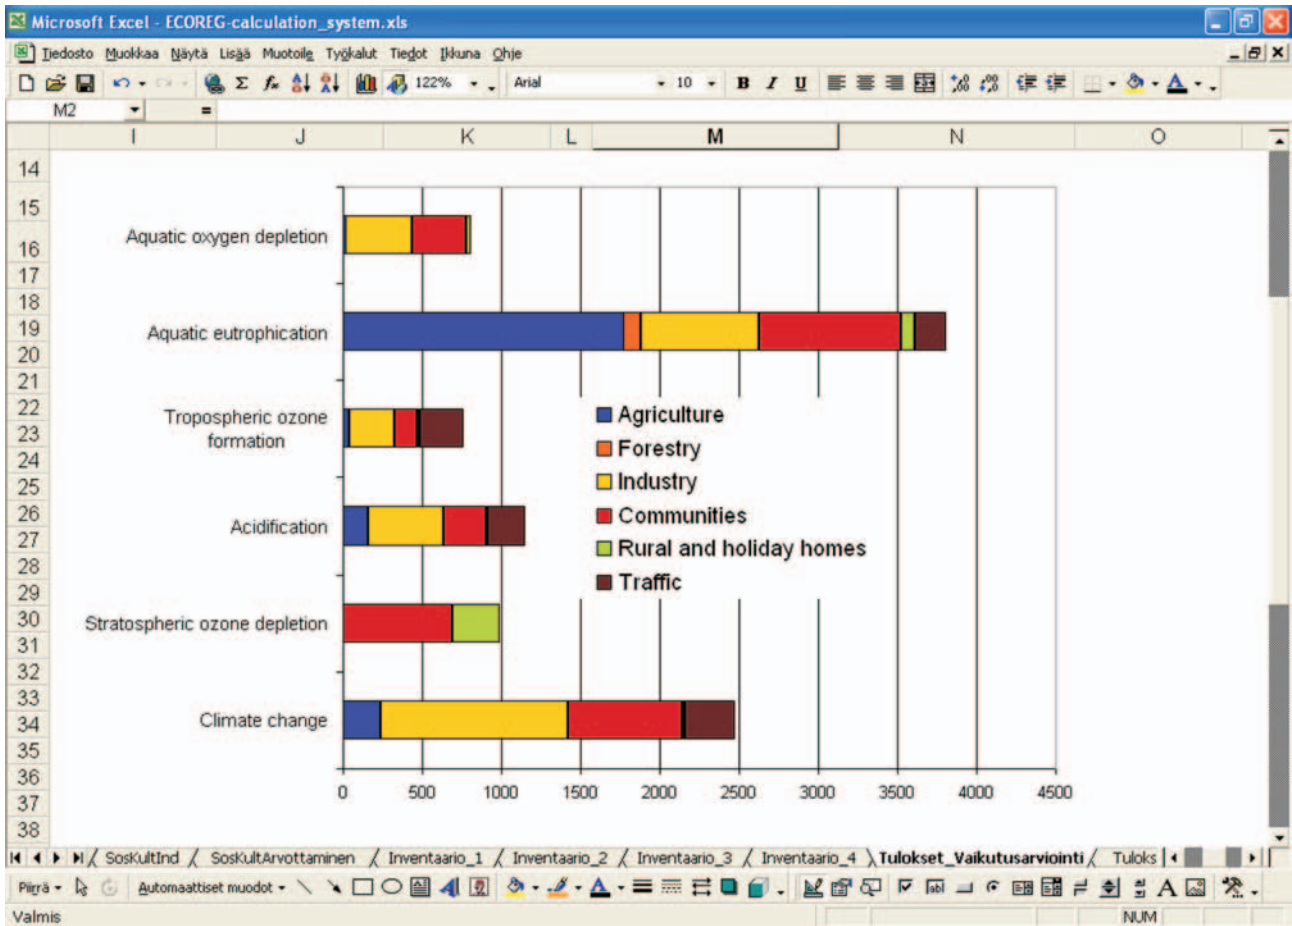 Microsoft Excel - ECOREG-calculation_system.xls
Tiedosto Muokkaa Näytä Lisää Muotoile Työkalut Tiedot Ikkuna Ohje
122% Arial 10 B I U
M2 =
I J K L M N O
14
15
Aquatic oxygen depletion
16
17
18
19
Aquatic eutrophication
20
21
22
Tropospheric ozone
formation
23
24
25
26
Acidification
27
28
29
30
Stratospheric ozone depletion
31
32
33
34
Climate change
35
36
37
38
Agriculture
Forestry
Industry
Communities
Rural and holiday homes
Traffic
0 500 1000 1500 2000 2500 3000 3500 4000 4500
SosKultInd SosKultArvottaminen Inventaario_1 Inventaario_2 Inventaario_3 Inventaario_4 Tulokset_Vaikutusarviointi Tuloks
Piirrä Automaattiset muodot
Valmis NUM